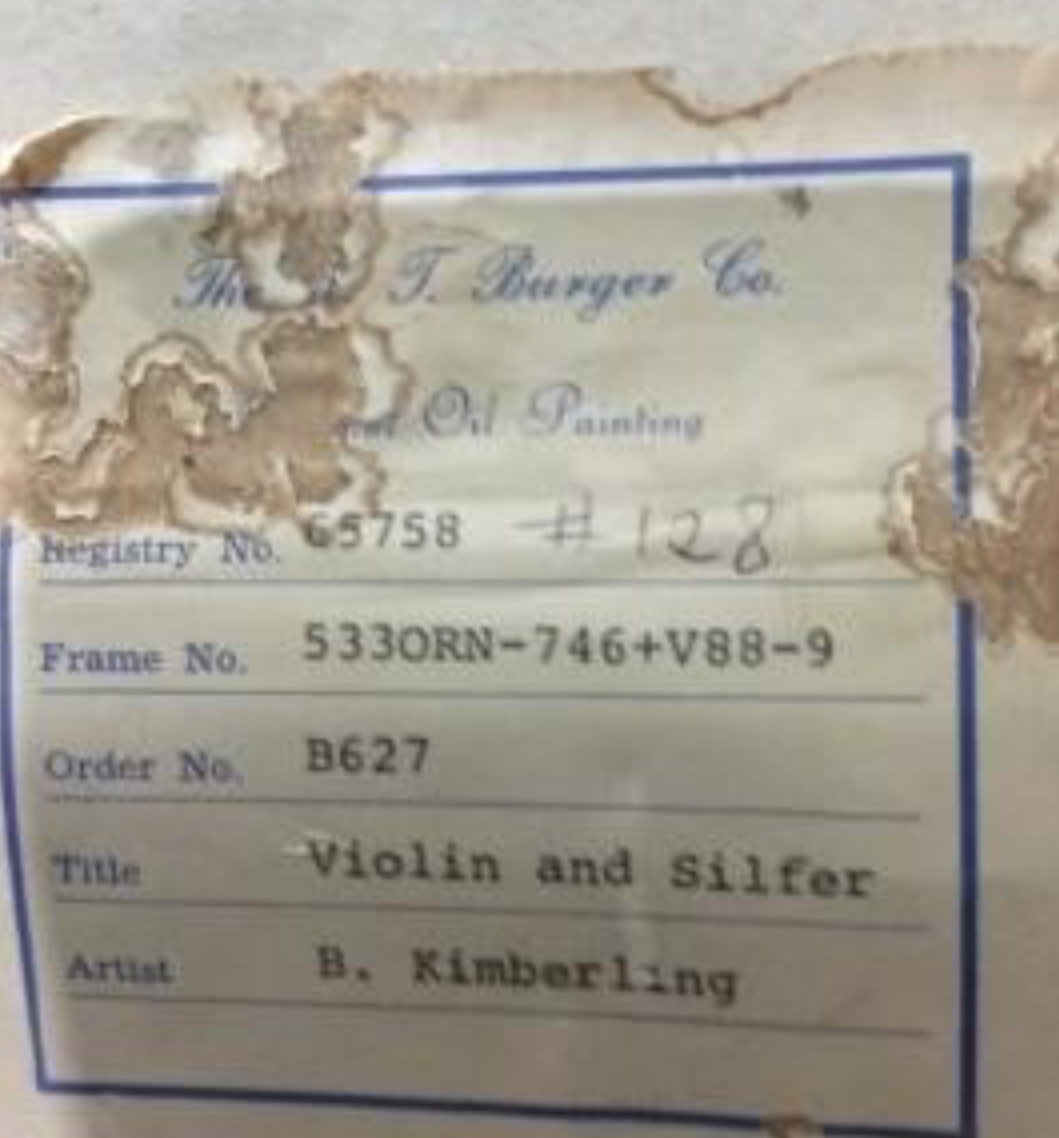 T. Burger Co.
Oil Painting
Registry No. 65758 #128
Frame No. 533ORN-746+V88-9
Order No. B627
Title Violin and Silfer
Artist B. Kimberling